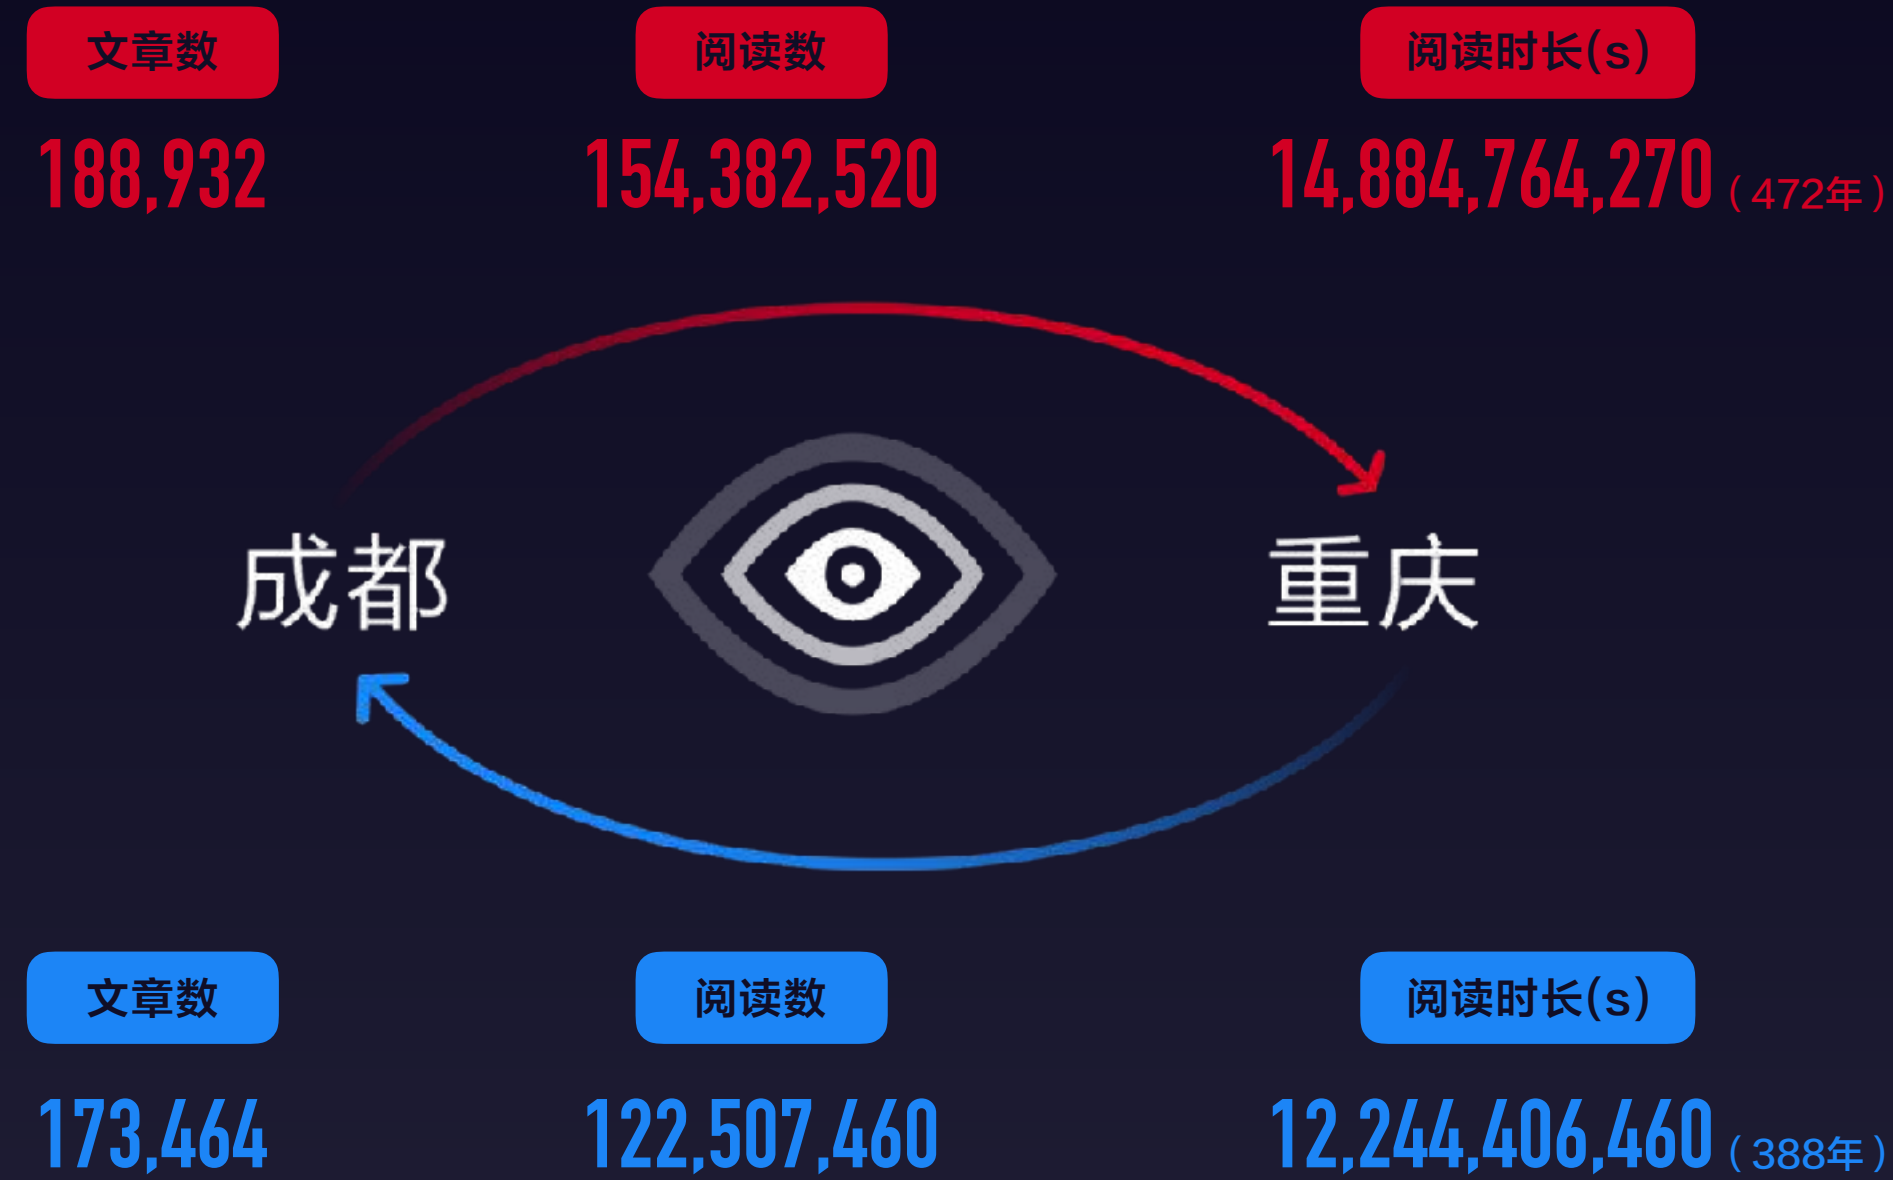 文章数 阅读数 阅读时长(s)
188,932 154,382,520 14,884,764,270 (472年)
成都 重庆
文章数 阅读数 阅读时长(s)
173,464 122,507,460 12,244,406,460 (388年)